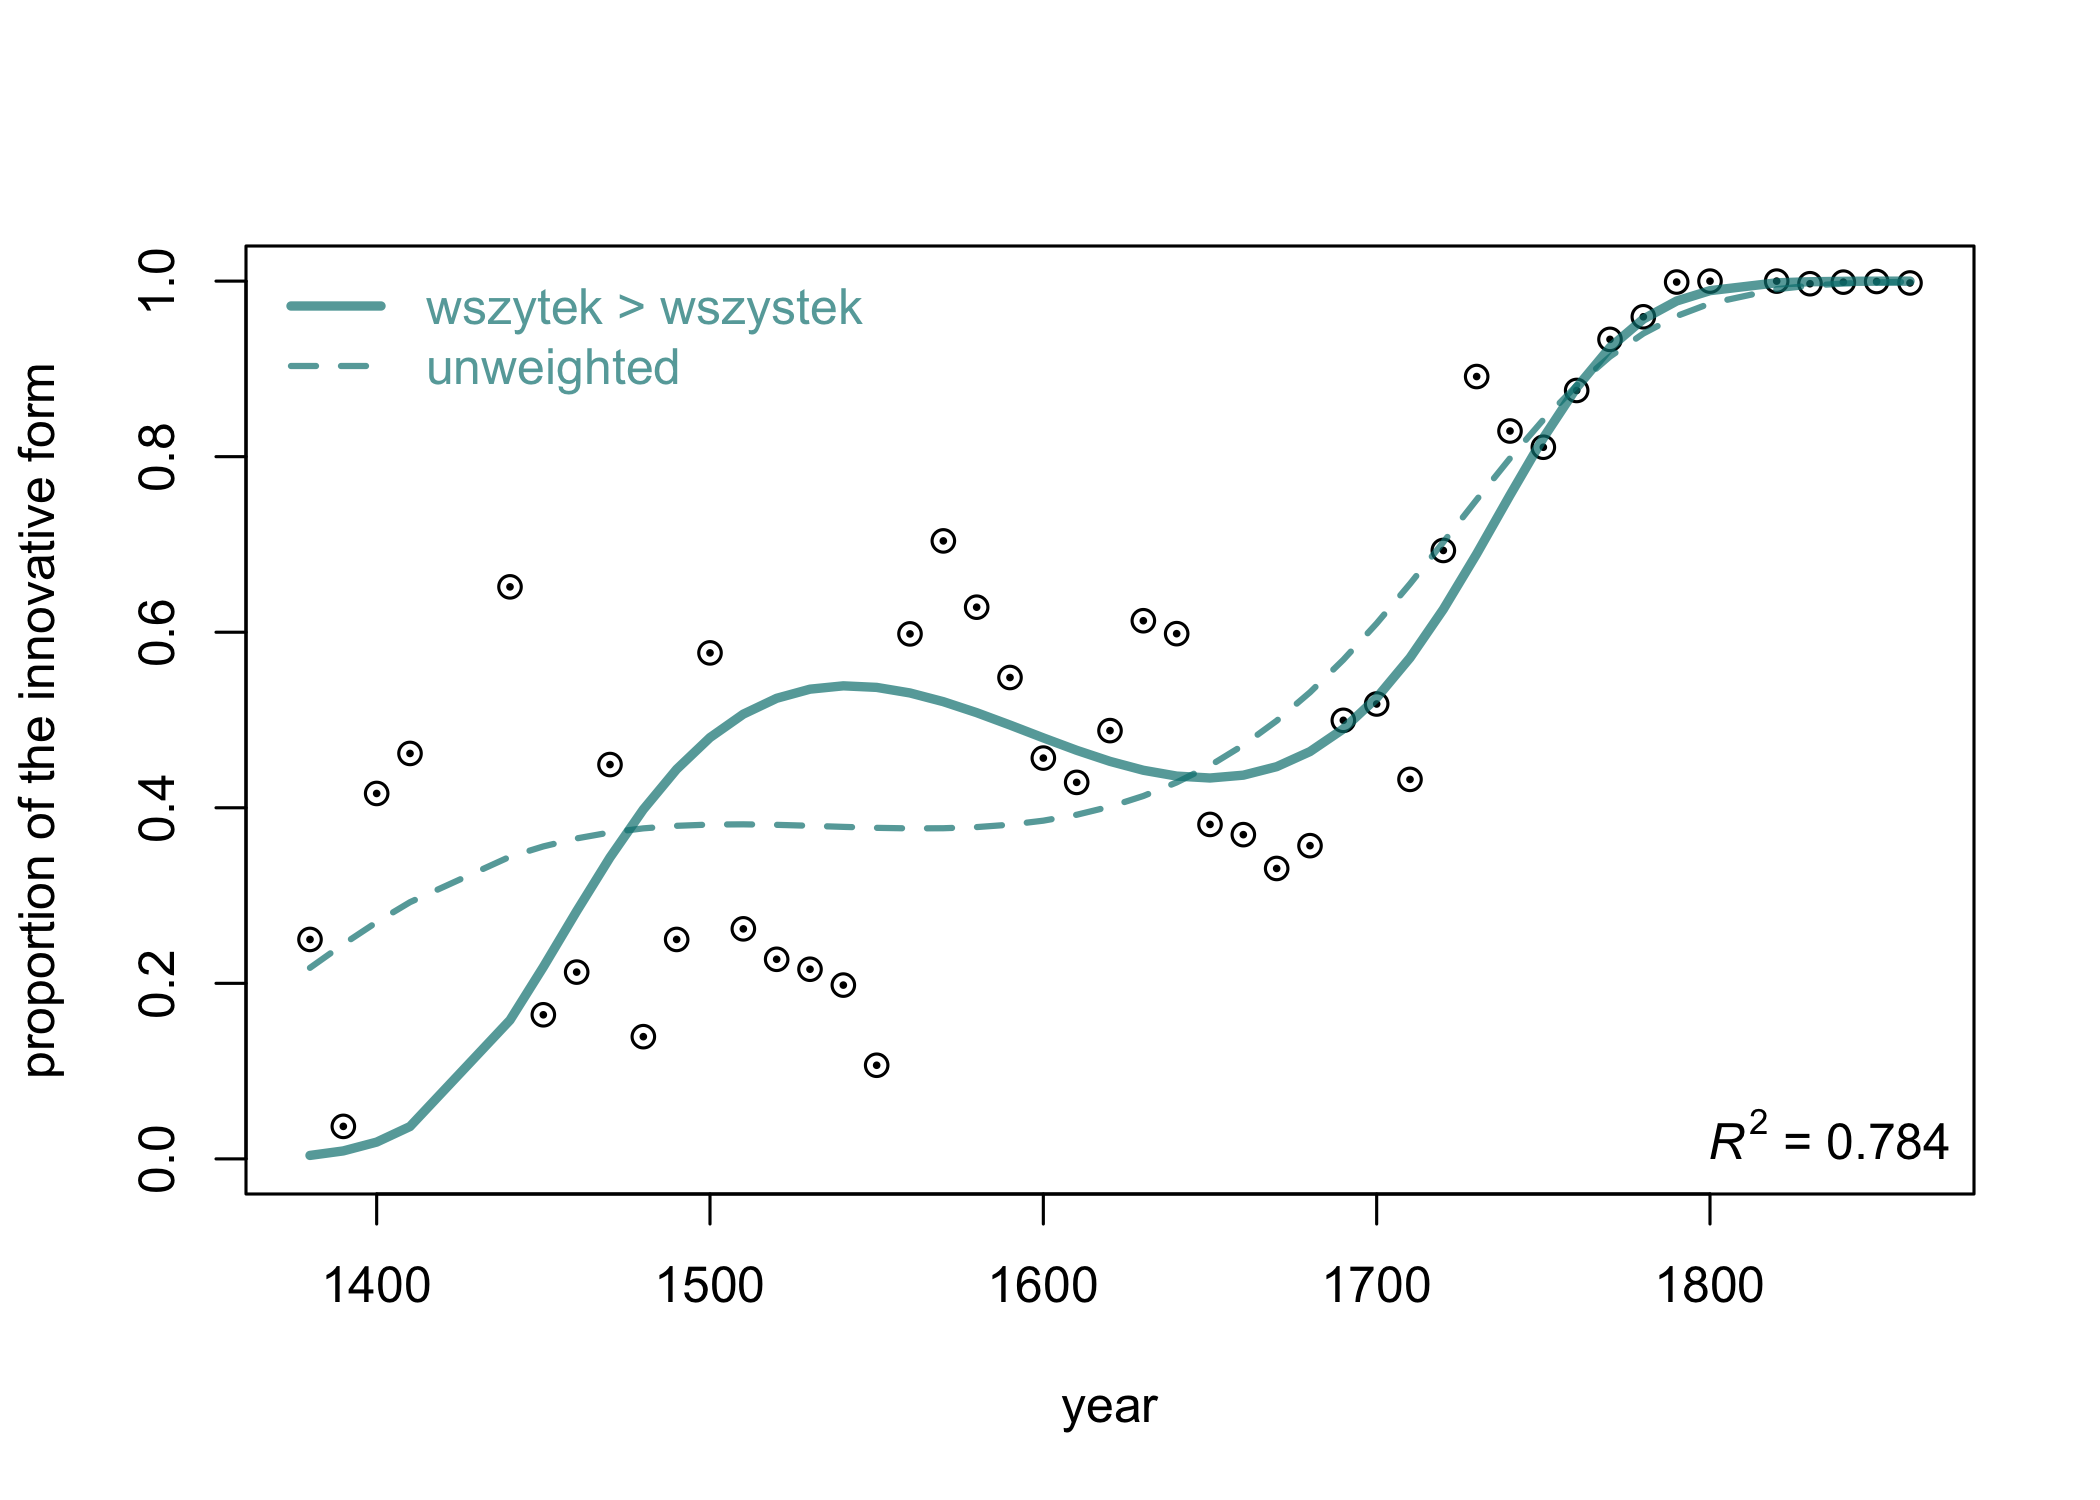 wszytek > wszystek
unweighted
proportion of the innovative form
1.0
0.8
0.6
0.4
0.2
0.0
R² = 0.784
1400 1500 1600 1700 1800
year